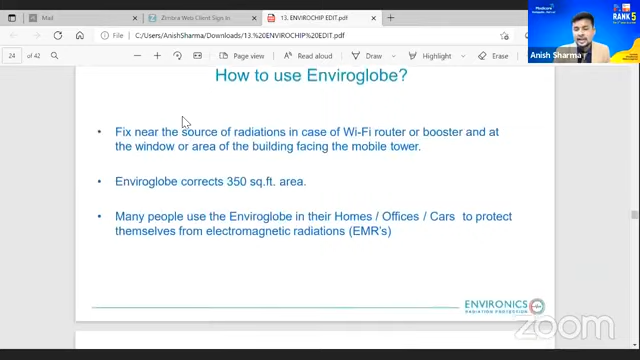 Mail
Zimbra Web Client Sign In
13. ENVIROCHIP EDIT.pdf
C:/Users/AnishSharma/Downloads/13.%20ENVIROCHIP%20EDIT.pdf
24 of 42
Page view
Read aloud
Draw
Highlight
Erase
RANK 5
Anish Sharma
How to use Enviroglobe?
• Fix near the source of radiations in case of Wi-Fi router or booster and at
the window or area of the building facing the mobile tower.
• Enviroglobe corrects 350 sq.ft. area.
• Many people use the Enviroglobe in their Homes / Offices / Cars to protect
themselves from electromagnetic radiations (EMR's)
ENVIRONICS
RADIATION PROTECTION
zoom